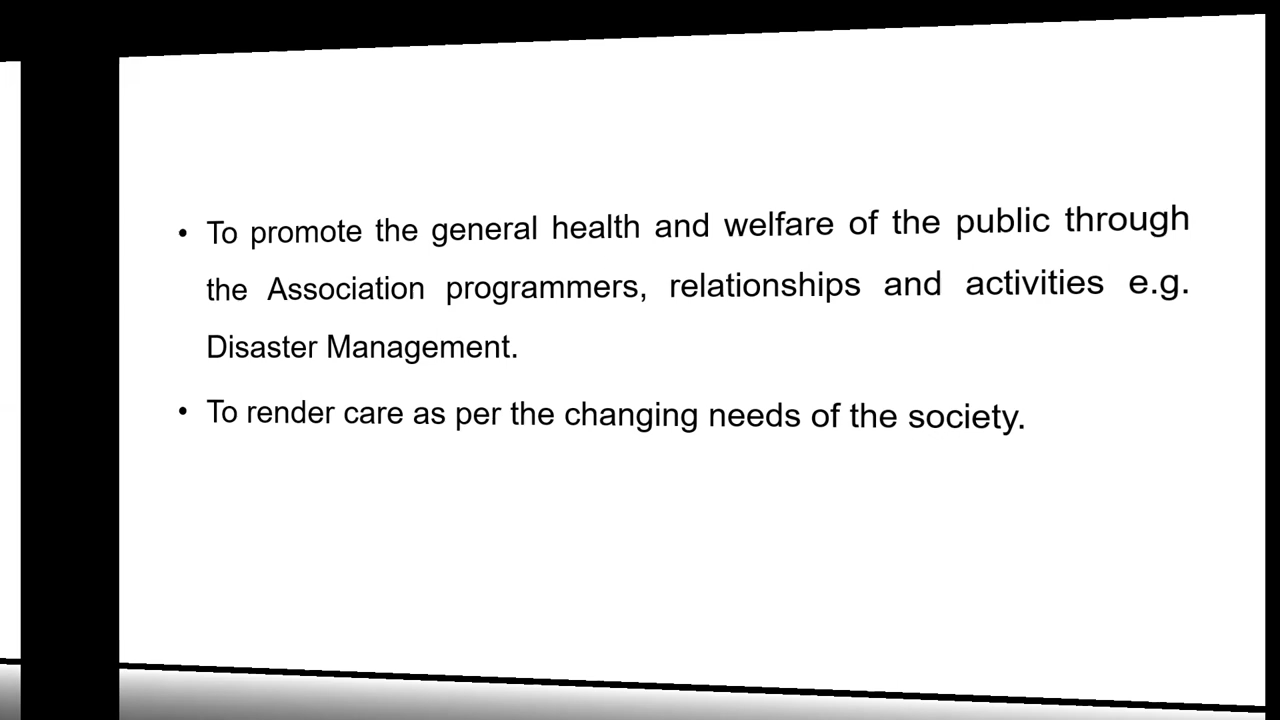 • To promote the general health and welfare of the public through
the Association programmers, relationships and activities e.g.
Disaster Management.
• To render care as per the changing needs of the society.